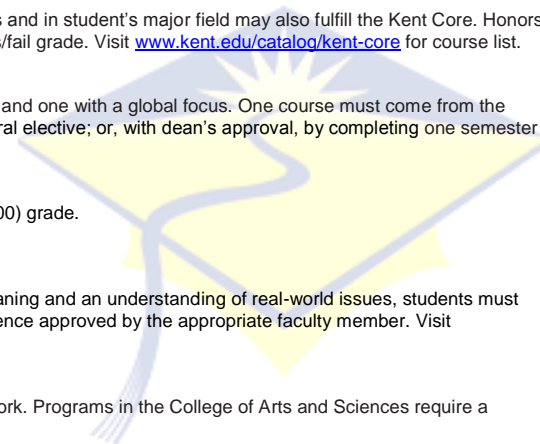 s and in student's major field may also fulfill the Kent Core. Honors
s/fail grade. Visit www.kent.edu/catalog/kent-core for course list.
and one with a global focus. One course must come from the
ral elective; or, with dean's approval, by completing one semester
00) grade.
aning and an understanding of real-world issues, students must
ence approved by the appropriate faculty member. Visit
ork. Programs in the College of Arts and Sciences require a